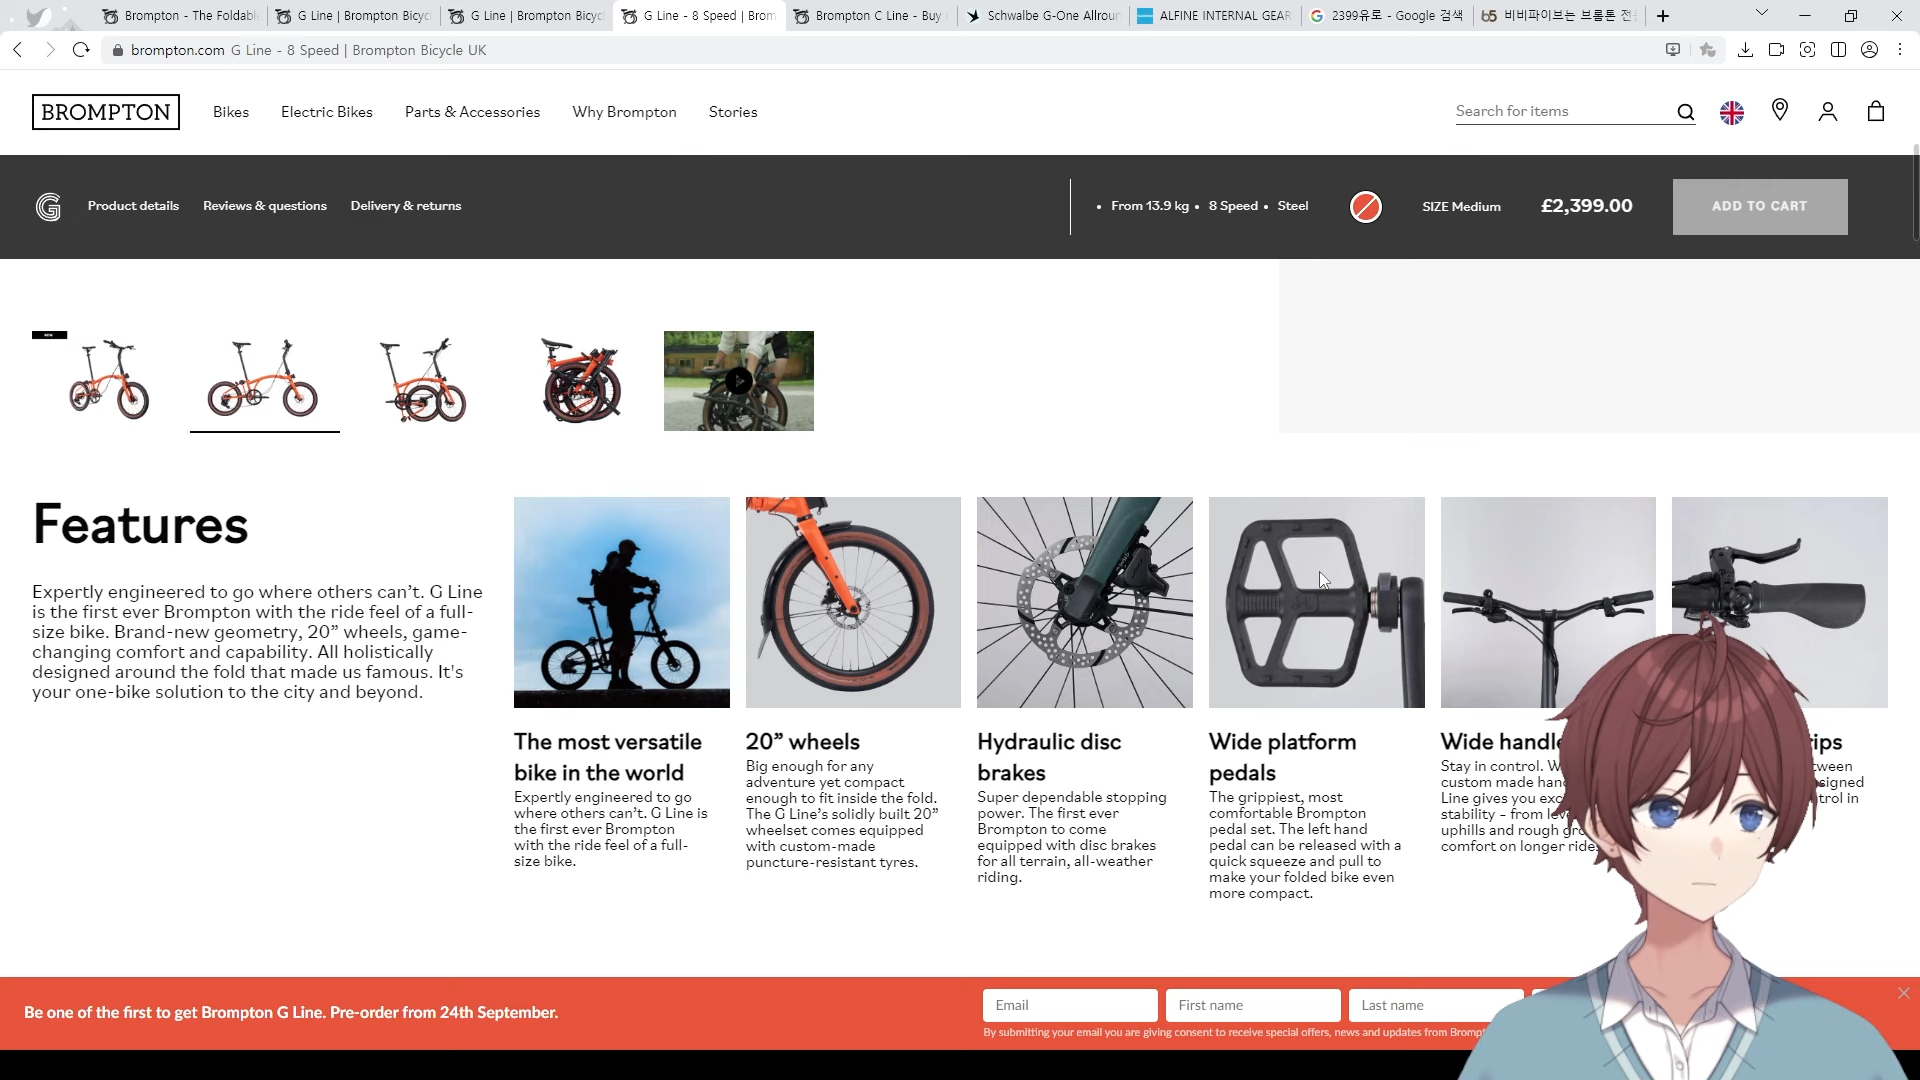 Brompton - The Foldabl
G Line | Brompton Bicyc
G Line | Brompton Bicyc
G Line - 8 Speed | Brom
Brompton C Line - Buy
Schwalbe G-One Allroun
ALFINE INTERNAL GEAR
2399유로 - Google 검색
비비파이브는 브롬톤 전
brompton.com G Line - 8 Speed | Brompton Bicycle UK
BROMPTON
Bikes
Electric Bikes
Parts & Accessories
Why Brompton
Stories
Search for items
Product details
Reviews & questions
Delivery & returns
• From 13.9 kg • 8 Speed • Steel
SIZE Medium
£2,399.00
ADD TO CART
NEW
Features
Expertly engineered to go where others can’t. G Line
is the first ever Brompton with the ride feel of a full-
size bike. Brand-new geometry, 20” wheels, game-
changing comfort and capability. All holistically
designed around the fold that made us famous. It's
your one-bike solution to the city and beyond.
The most versatile
bike in the world
Expertly engineered to go
where others can’t. G Line is
the first ever Brompton
with the ride feel of a full-
size bike.
20” wheels
Big enough for any
adventure yet compact
enough to fit inside the fold.
The G Line’s solidly built 20”
wheelset comes equipped
with custom-made
puncture-resistant tyres.
Hydraulic disc
brakes
Super dependable stopping
power. The first ever
Brompton to come
equipped with disc brakes
for all terrain, all-weather
riding.
Wide platform
pedals
The grippiest, most
comfortable Brompton
pedal set. The left hand
pedal can be released with a
quick squeeze and pull to
make your folded bike even
more compact.
Wide handle
Stay in control. W
custom made han
Line gives you exc
stability – from le
uphills and rough gr
comfort on longer ride
rips
tween
signed
trol in
Be one of the first to get Brompton G Line. Pre-order from 24th September.
Email
First name
Last name
By submitting your email you are giving consent to receive special offers, news and updates from Brompt